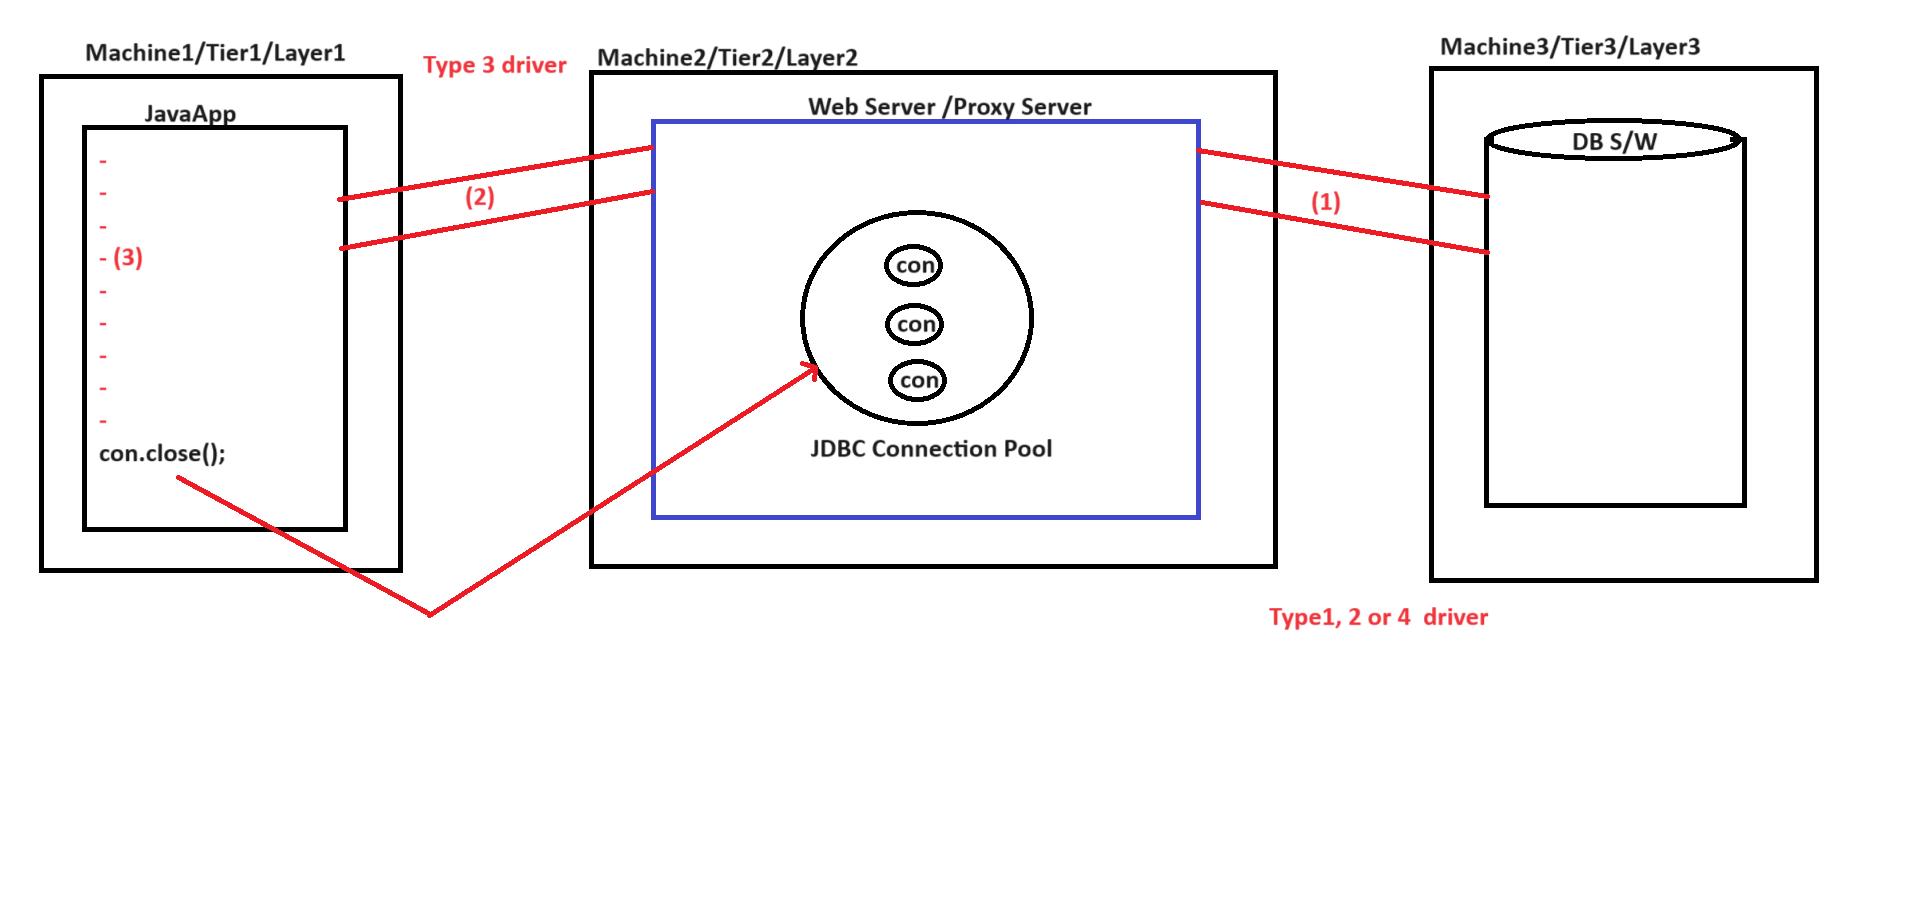 Machine1/Tier1/Layer1
Type 3 driver
Machine2/Tier2/Layer2
Machine3/Tier3/Layer3
JavaApp
-
-
-
- (3)
-
-
-
-
-
con.close();
(2)
Web Server /Proxy Server
con
con
con
JDBC Connection Pool
(1)
DB S/W
Type1, 2 or 4  driver